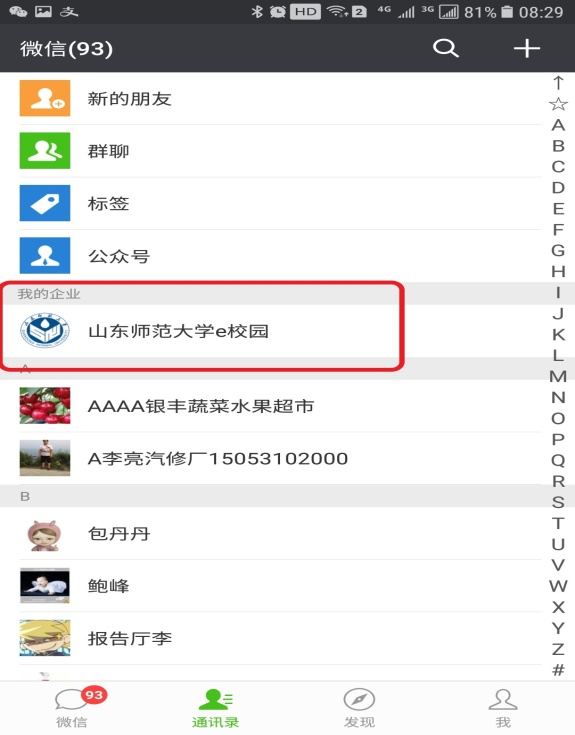 HD 2 4G 3G 81% 08:29
微信(93)
新的朋友
群聊
标签
公众号
我的企业
山东师范大学e校园
A
AAAA银丰蔬菜水果超市
A李亮汽修厂15053102000
B
包丹丹
鲍峰
报告厅李
↑
☆
A
B
C
D
E
F
G
H
I
J
K
L
M
N
O
P
Q
R
S
T
U
V
W
X
Y
Z
#
93
微信 通讯录 发现 我